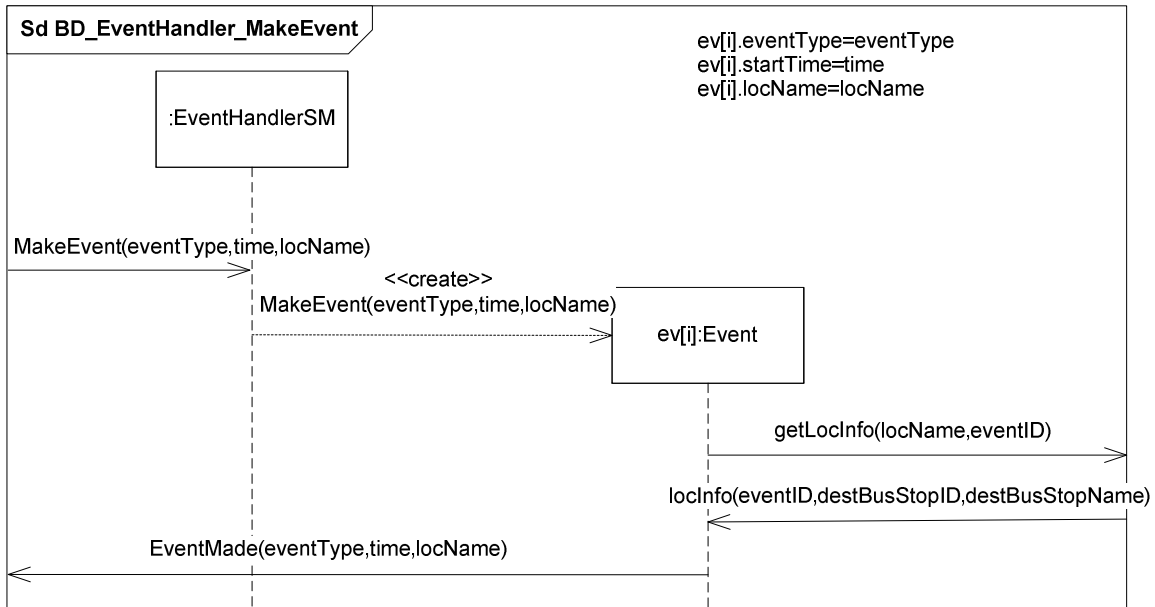 Sd BD_EventHandler_MakeEvent
ev[i].eventType=eventType
ev[i].startTime=time
ev[i].locName=locName
:EventHandlerSM
MakeEvent(eventType,time,locName)
<<create>>
MakeEvent(eventType,time,locName)
ev[i]:Event
getLocInfo(locName,eventID)
locInfo(eventID,destBusStopID,destBusStopName)
EventMade(eventType,time,locName)